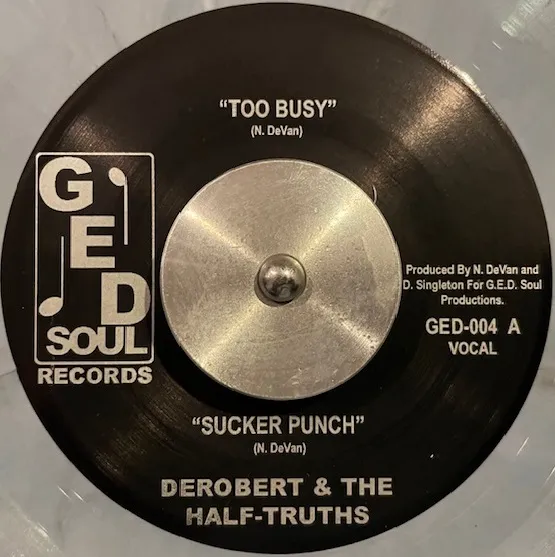 "TOO BUSY"
(N. DeVan)
G
E
D
SOUL
RECORDS
Produced By N. DeVan and
D. Singleton For G.E.D. Soul
Productions.
GED-004 A
VOCAL
"SUCKER PUNCH"
(N. DeVan)
DEROBERT & THE
HALF-TRUTHS